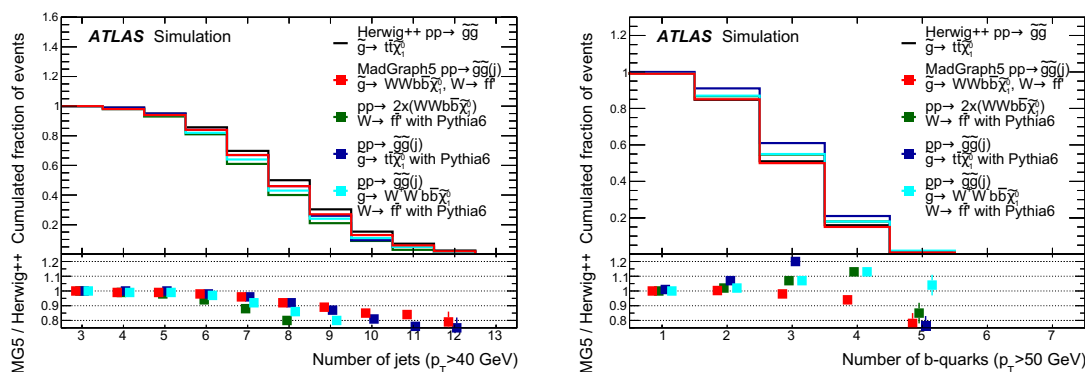 ATLAS Simulation
Herwig++ pp→ g̃g̃
g̃→ tt̄χ̃⁰₁
MadGraph5 pp→g̃g̃(j)
g̃→ WWbb̄χ̃⁰₁, W→ ff̄
pp→ 2x(WWbb̄χ̃⁰₁)
W→ ff̄ with Pythia6
pp→ g̃g̃(j)
g̃→ tt̄χ̃⁰₁ with Pythia6
pp→ g̃g̃(j)
g̃→ W⁺W⁻bb̄χ̃⁰₁
W→ ff̄ with Pythia6
Cumulated fraction of events
1.6
1.4
1.2
1
0.8
0.6
0.4
0.2
MG5 / Herwig++
1.2
1.1
1.0
0.9
0.8
3 4 5 6 7 8 9 10 11 12 13
Number of jets (p_T>40 GeV)
ATLAS Simulation
Herwig++ pp→ g̃g̃
g̃→ tt̄χ̃⁰₁
MadGraph5 pp→g̃g̃(j)
g̃→ WWbb̄χ̃⁰₁, W→ ff̄
pp→ 2x(WWbb̄χ̃⁰₁)
W→ ff̄ with Pythia6
pp→ g̃g̃(j)
g̃→ tt̄χ̃⁰₁ with Pythia6
pp→ g̃g̃(j)
g̃→ W⁺W⁻bb̄χ̃⁰₁
W→ ff̄ with Pythia6
Cumulated fraction of events
1.2
1
0.8
0.6
0.4
0.2
MG5 / Herwig++
1.2
1.1
1.0
0.9
0.8
1 2 3 4 5 6 7
Number of b-quarks (p_T>50 GeV)